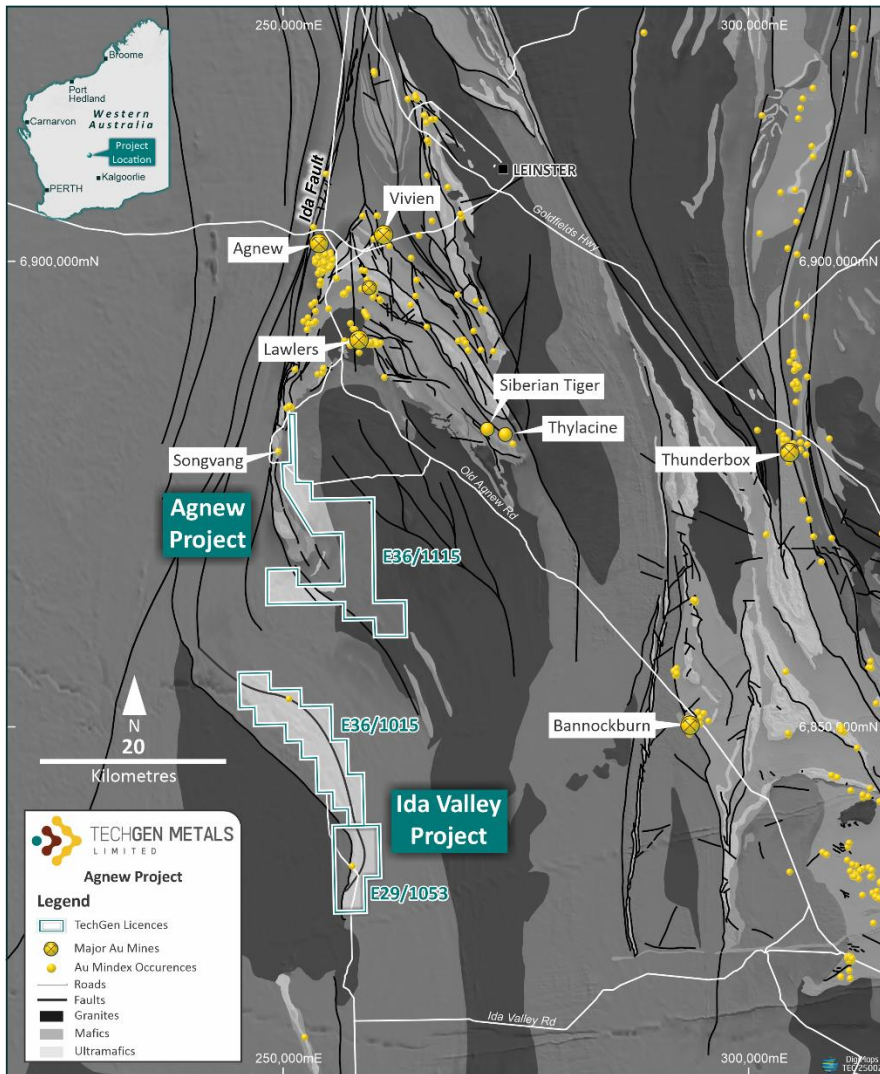 250,000mE
300,000mE
Broome
Port
Hedland
Western
Australia
Carnarvon
Project
Location
Kalgoorlie
PERTH
Ida Fault
LEINSTER
Vivien
Goldfields Hwy
Agnew
6,900,000mN
6,900,000mN
Lawlers
Siberian
Tiger
Thylacine
Songvang
Thunderbox
Old Agnew Rd
Agnew
Project
E36/1115
E36/1015
Bannockburn
6,850,000mN
N
20
Kilometres
Ida Valley
Project
E29/1053
TECHGEN METALS
LIMITED
Agnew Project
Legend
TechGen Licences
Major Au Mines
Au Mindex Occurences
Roads
Faults
Granites
Mafics
Ultramafics
Ida Valley Rd
250,000mE
300,000mE